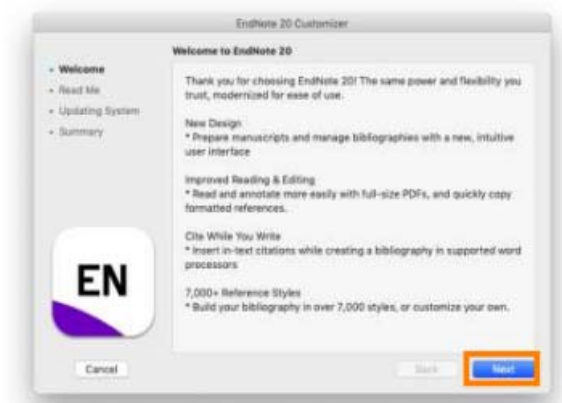 EndNote 20 Customizer
Welcome to EndNote 20
• Welcome
• Read Me
• Updating System
• Summary
Thank you for choosing EndNote 20! The same power and flexibility you
trust, modernized for ease of use.
New Design
* Prepare manuscripts and manage bibliographies with a new, intuitive
user interface
Improved Reading & Editing
* Read and annotate more easily with full-size PDFs, and quickly copy
formatted references.
Cite While You Write
* Insert in-text citations while creating a bibliography in supported word
processors
7,000+ Reference Styles
* Build your bibliography in over 7,000 styles, or customize your own.
EN
Cancel
Back
Next